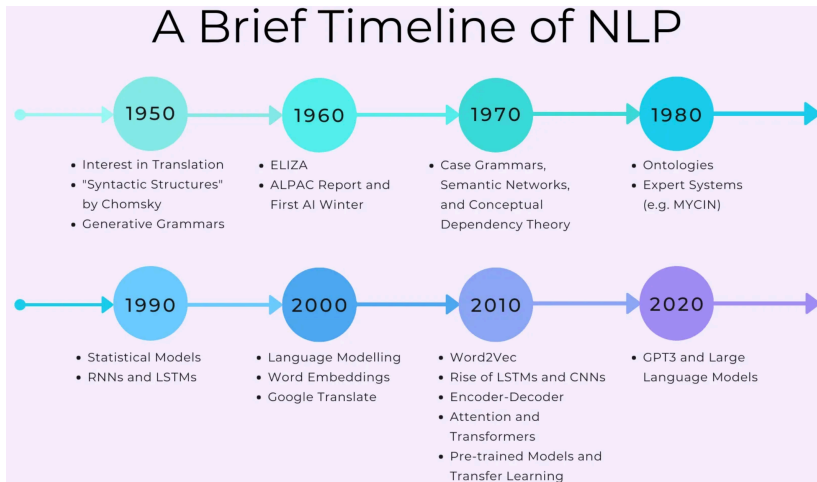 A Brief Timeline of NLP
1950
1960
1970
1980
• Interest in Translation
• "Syntactic Structures"
by Chomsky
• Generative Grammars
• ELIZA
• ALPAC Report and
First AI Winter
• Case Grammars,
Semantic Networks,
and Conceptual
Dependency Theory
• Ontologies
• Expert Systems
(e.g. MYCIN)
1990
2000
2010
2020
• Statistical Models
• RNNs and LSTMs
• Language Modelling
• Word Embeddings
• Google Translate
• Word2Vec
• Rise of LSTMs and CNNs
• Encoder-Decoder
• Attention and
Transformers
• Pre-trained Models and
Transfer Learning
• GPT3 and Large
Language Models